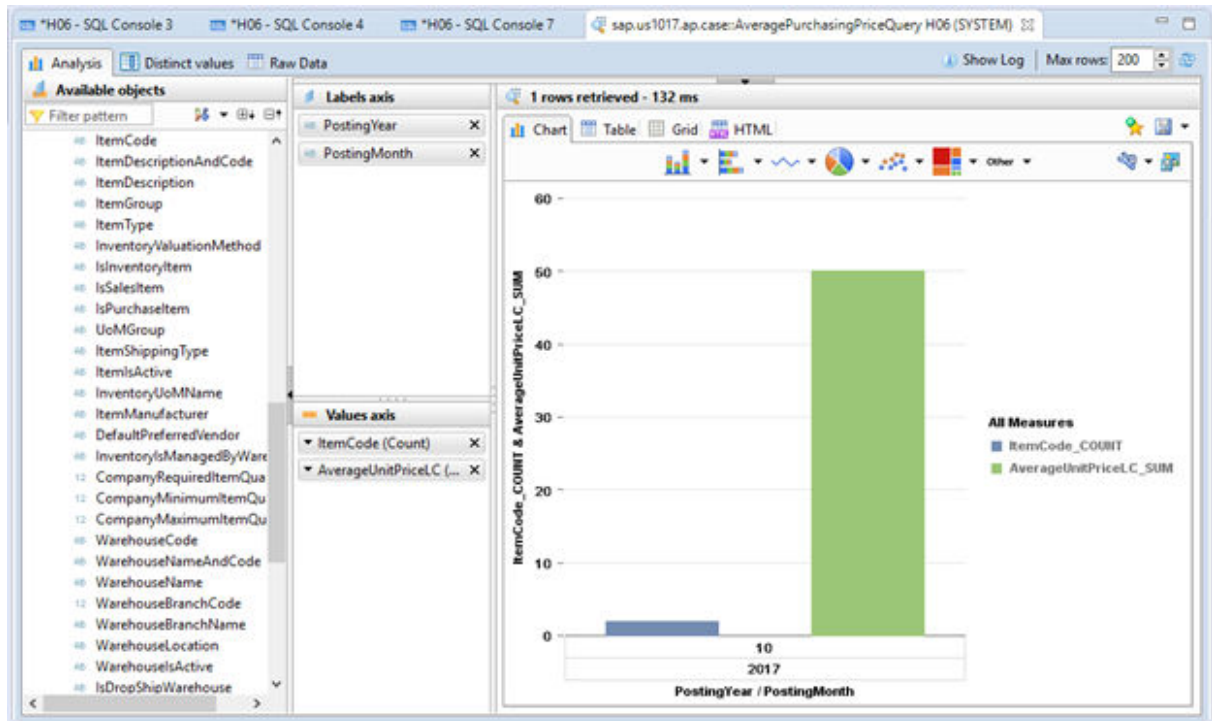 *H06 - SQL Console 3
*H06 - SQL Console 4
*H06 - SQL Console 7
sap.us1017.ap.case::AveragePurchasingPriceQuery H06 (SYSTEM)
Analysis
Distinct values
Raw Data
Show Log
Max rows: 200
Available objects
Filter pattern
ItemCode
ItemDescriptionAndCode
ItemDescription
ItemGroup
ItemType
InventoryValuationMethod
IsInventoryItem
IsSalesItem
IsPurchaseItem
UoMGroup
ItemShippingType
ItemIsActive
InventoryUoMName
ItemManufacturer
DefaultPreferredVendor
InventoryIsManagedByWare
12 CompanyRequiredItemQua
12 CompanyMinimumItemQu
12 CompanyMaximumItemQu
WarehouseCode
WarehouseNameAndCode
WarehouseName
12 WarehouseBranchCode
WarehouseBranchName
WarehouseLocation
WarehouseIsActive
IsDropShipWarehouse
Labels axis
PostingYear
PostingMonth
Values axis
ItemCode (Count)
AverageUnitPriceLC (...
1 rows retrieved - 132 ms
Chart
Table
Grid
HTML
Other
60
50
40
30
20
10
0
ItemCode_COUNT & AverageUnitPriceLC_SUM
10
2017
PostingYear / PostingMonth
All Measures
ItemCode_COUNT
AverageUnitPriceLC_SUM